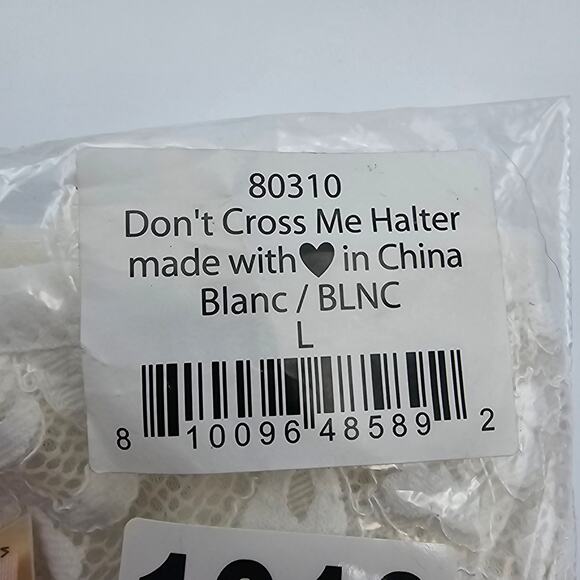 80310
Don't Cross Me Halter
made with♥in China
Blanc / BLNC
L
8 10096 48589 2